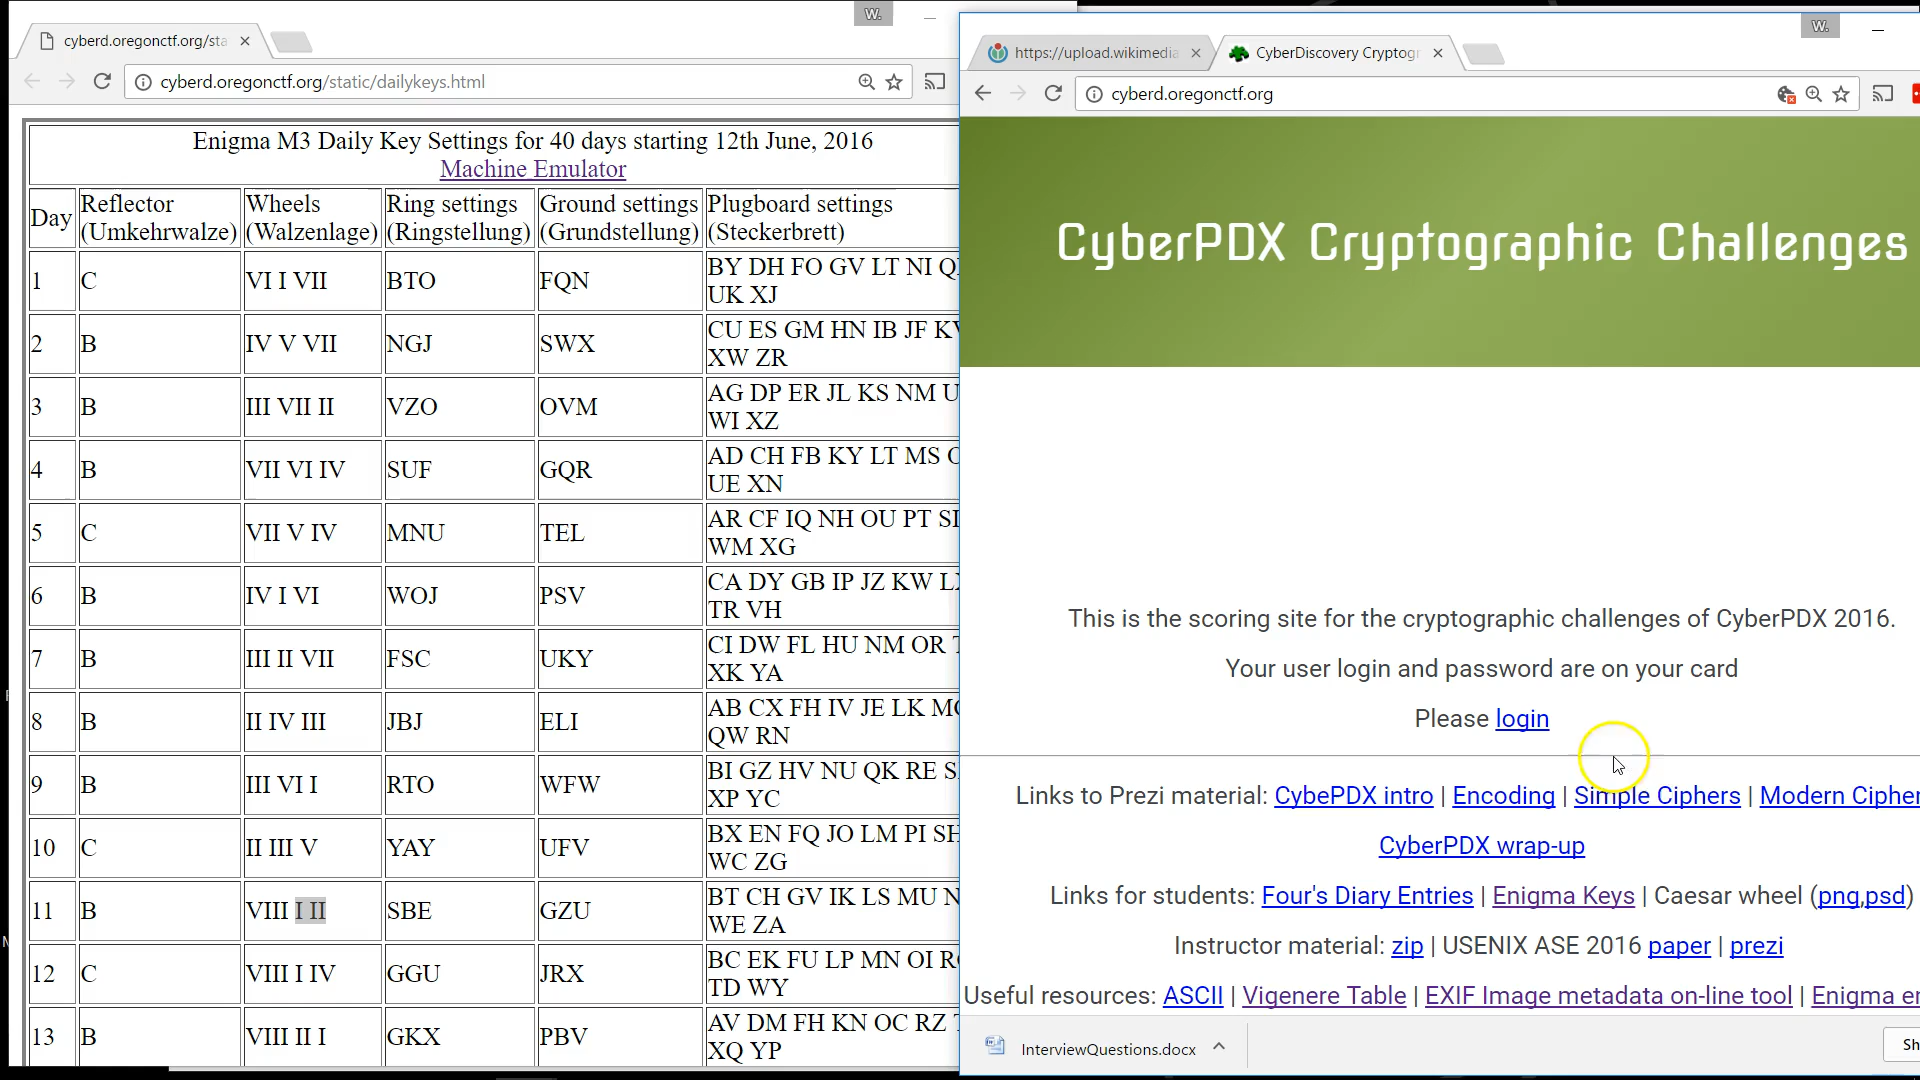 W.
cyberd.oregonctf.org/sta
cyberd.oregonctf.org/static/dailykeys.html
Enigma M3 Daily Key Settings for 40 days starting 12th June, 2016
Machine Emulator
Day Reflector (Umkehrwalze) Wheels (Walzenlage) Ring settings (Ringstellung) Ground settings (Grundstellung) Plugboard settings (Steckerbrett)
1 C VI I VII BTO FQN BY DH FO GV LT NI
UK XJ
2 B IV V VII NGJ SWX CU ES GM HN IB JF
XW ZR
3 B III VII II VZO OVM AG DP ER JL KS NM
WI XZ
4 B VII VI IV SUF GQR AD CH FB KY LT MS
UE XN
5 C VII V IV MNU TEL AR CF IQ NH OU PT
WM XG
6 B IV I VI WOJ PSV CA DY GB IP JZ KW
TR VH
7 B III II VII FSC UKY CI DW FL HU NM OR
XK YA
8 B II IV III JBJ ELI AB CX FH IV JE LK
QW RN
9 B III VI I RTO WFW BI GZ HV NU QK RE
XP YC
10 C II III V YAY UFV BX EN FQ JO LM PI
WC ZG
11 B VIII I II SBE GZU BT CH GV IK LS MU
WE ZA
12 C VIII I IV GGU JRX BC EK FU LP MN OI
TD WY
13 B VIII II I GKX PBV AV DM FH KN OC RZ
XQ YP
W.
https://upload.wikimedia
CyberDiscovery Cryptogr
cyberd.oregonctf.org
CyberPDX Cryptographic Challenges
This is the scoring site for the cryptographic challenges of CyberPDX 2016.
Your user login and password are on your card
Please login
Links to Prezi material: CybePDX intro | Encoding | Simple Ciphers | Modern Cipher
CyberPDX wrap-up
Links for students: Four's Diary Entries | Enigma Keys | Caesar wheel (png,psd)
Instructor material: zip | USENIX ASE 2016 paper | prezi
Useful resources: ASCII | Vigenere Table | EXIF Image metadata on-line tool | Enigma
InterviewQuestions.docx
Sh